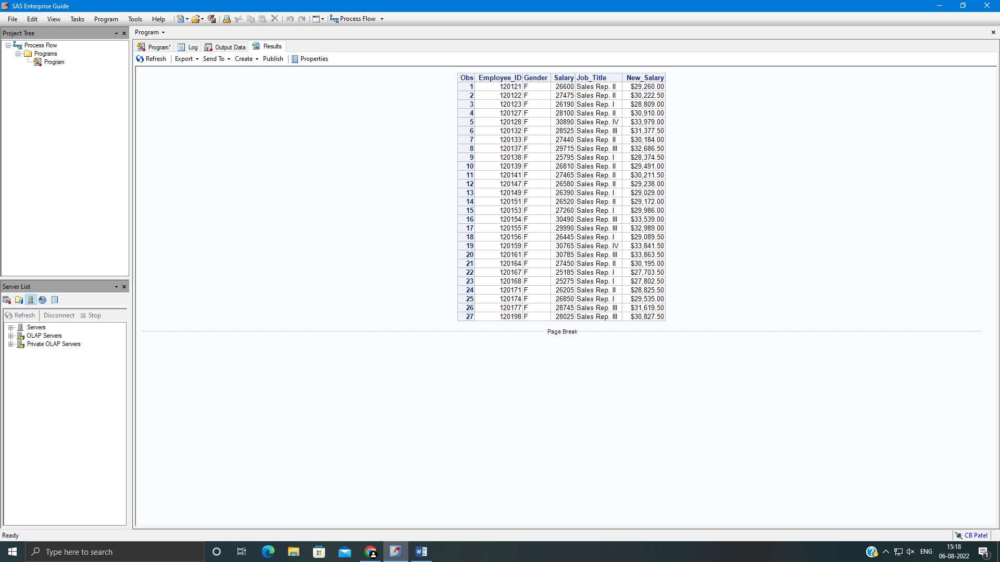 SAS Enterprise Guide
File Edit View Tasks Program Tools Help Process Flow
Project Tree
Process Flow
Programs
Program
Program
Program* Log Output Data Results
Refresh Export Send To Create Publish Properties
Obs Employee_ID Gender Salary Job_Title New_Salary
1 120121 F 26600 Sales Rep. II $29,260.00
2 120122 F 27475 Sales Rep. II $30,222.50
3 120123 F 26190 Sales Rep. I $28,809.00
4 120127 F 28100 Sales Rep. II $30,910.00
5 120128 F 30890 Sales Rep. IV $33,979.00
6 120132 F 28525 Sales Rep. III $31,377.50
7 120133 F 27440 Sales Rep. II $30,184.00
8 120137 F 29715 Sales Rep. III $32,686.50
9 120138 F 25795 Sales Rep. I $28,374.50
10 120139 F 26810 Sales Rep. II $29,491.00
11 120141 F 27465 Sales Rep. II $30,211.50
12 120147 F 26580 Sales Rep. II $29,238.00
13 120149 F 26390 Sales Rep. I $29,029.00
14 120151 F 26520 Sales Rep. II $29,172.00
15 120153 F 27260 Sales Rep. I $29,986.00
16 120154 F 30490 Sales Rep. III $33,539.00
17 120155 F 29990 Sales Rep. III $32,989.00
18 120156 F 26445 Sales Rep. I $29,089.50
19 120159 F 30765 Sales Rep. IV $33,841.50
20 120161 F 30785 Sales Rep. III $33,863.50
21 120164 F 27450 Sales Rep. II $30,195.00
22 120167 F 25185 Sales Rep. I $27,703.50
23 120168 F 25275 Sales Rep. I $27,802.50
24 120171 F 26205 Sales Rep. II $28,825.50
25 120174 F 26850 Sales Rep. I $29,535.00
26 120177 F 28745 Sales Rep. III $31,619.50
27 120198 F 28025 Sales Rep. III $30,827.50
Page Break
Server List
Refresh Disconnect Stop
Servers
OLAP Servers
Private OLAP Servers
Ready
CB Patel
Type here to search
ENG
15:18
06-08-2022
1